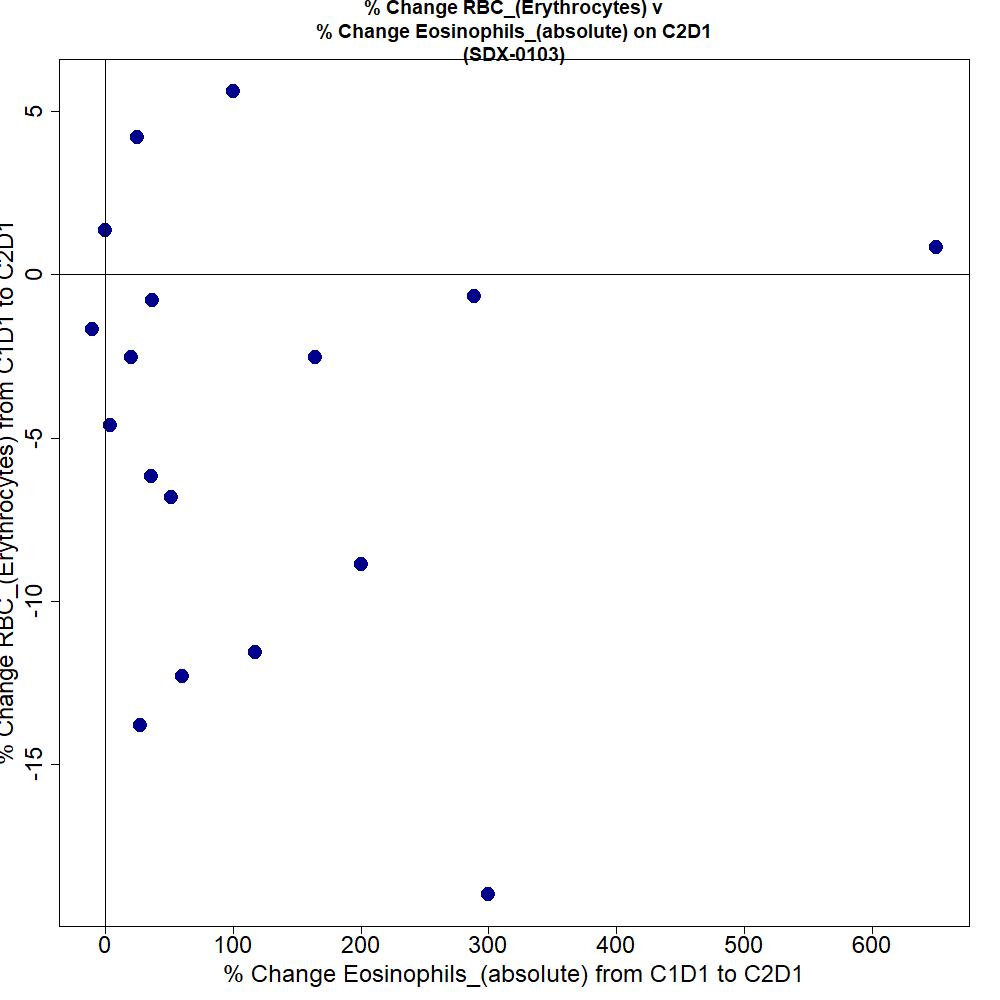 % Change RBC_(Erythrocytes) v
% Change Eosinophils_(absolute) on C2D1
(SDX-0103)
% Change RBC_(Erythrocytes) from C1D1 to C2D1
5
0
-5
-10
-15
0 100 200 300 400 500 600
% Change Eosinophils_(absolute) from C1D1 to C2D1